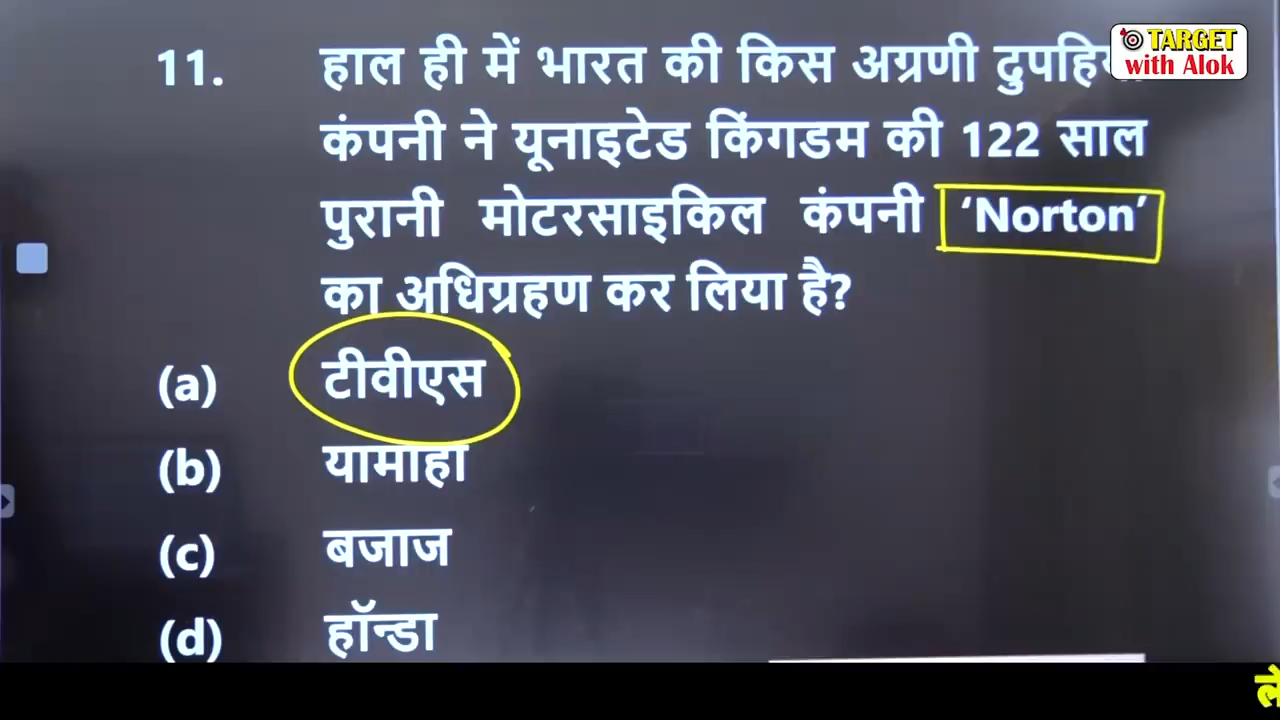 TARGET
with Alok
11. हाल ही में भारत की किस अग्रणी
कंपनी ने यूनाइटेड किंगडम की 122 साल
पुरानी मोटरसाइकिल कंपनी ‘Norton’
का अधिग्रहण कर लिया है?
(a) टीवीएस
(b) यामाहा
(c) बजाज
(d) हॉन्डा